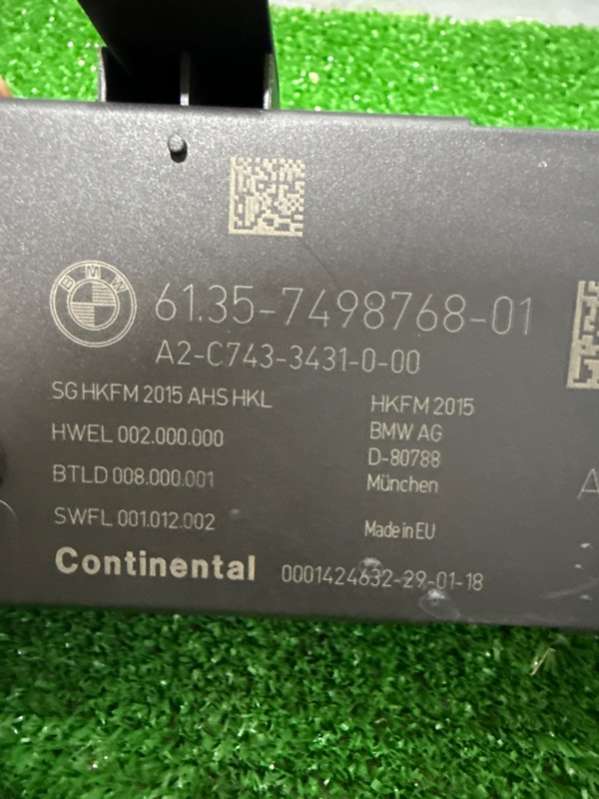 BMW
61.35-7498768-01
A2-C743-3431-0-00
SG HKFM 2015 AHS HKL
HWEL 002.000.000
BTLD 008.000.001
SWFL 001.012.002
HKFM 2015
BMW AG
D-80788
München
Made in EU
Continental 0001424632-29-01-18
A